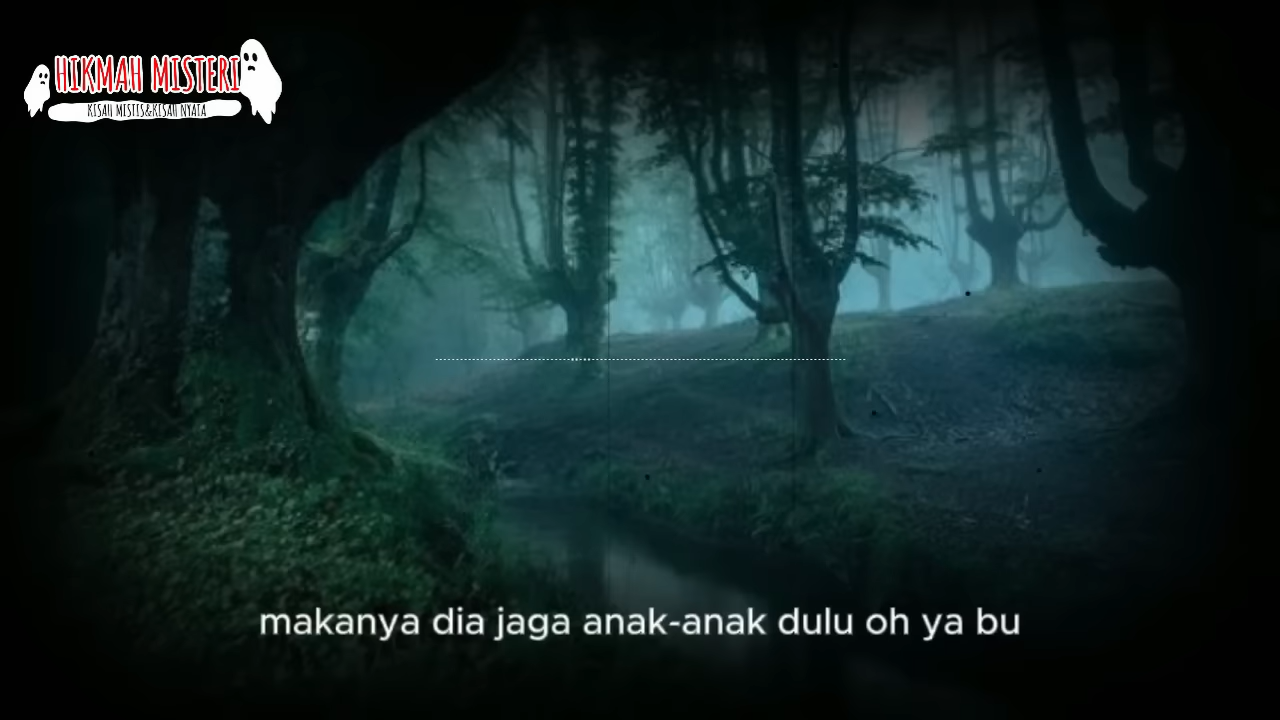 HIKMAH MISTERI
KISAH MISTIS&KISAH NYATA
makanya dia jaga anak-anak dulu oh ya bu